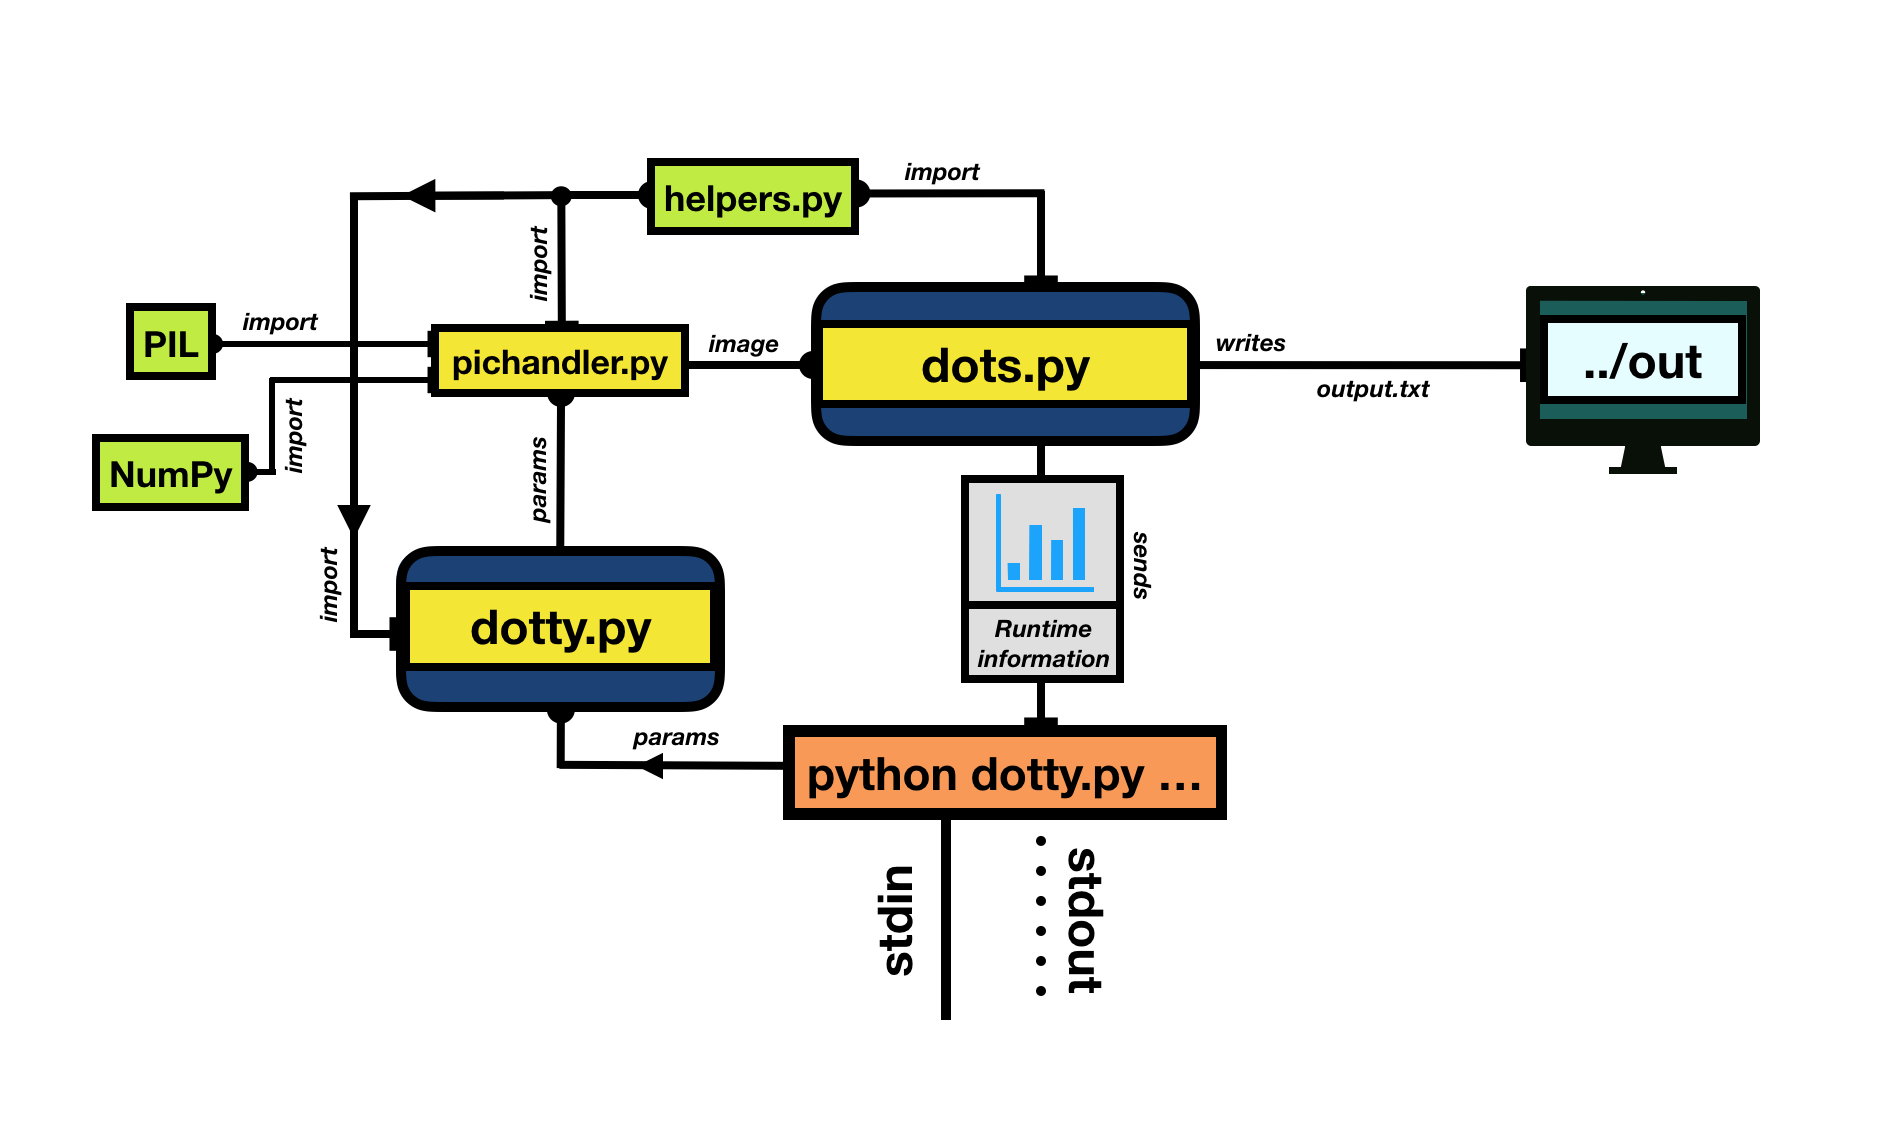 import
helpers.py
import
PIL
import
pichandler.py
image
dots.py
writes
output.txt
../out
NumPy
import
params
import
dotty.py
sends
Runtime
information
params
python dotty.py ...
stdin
stdout